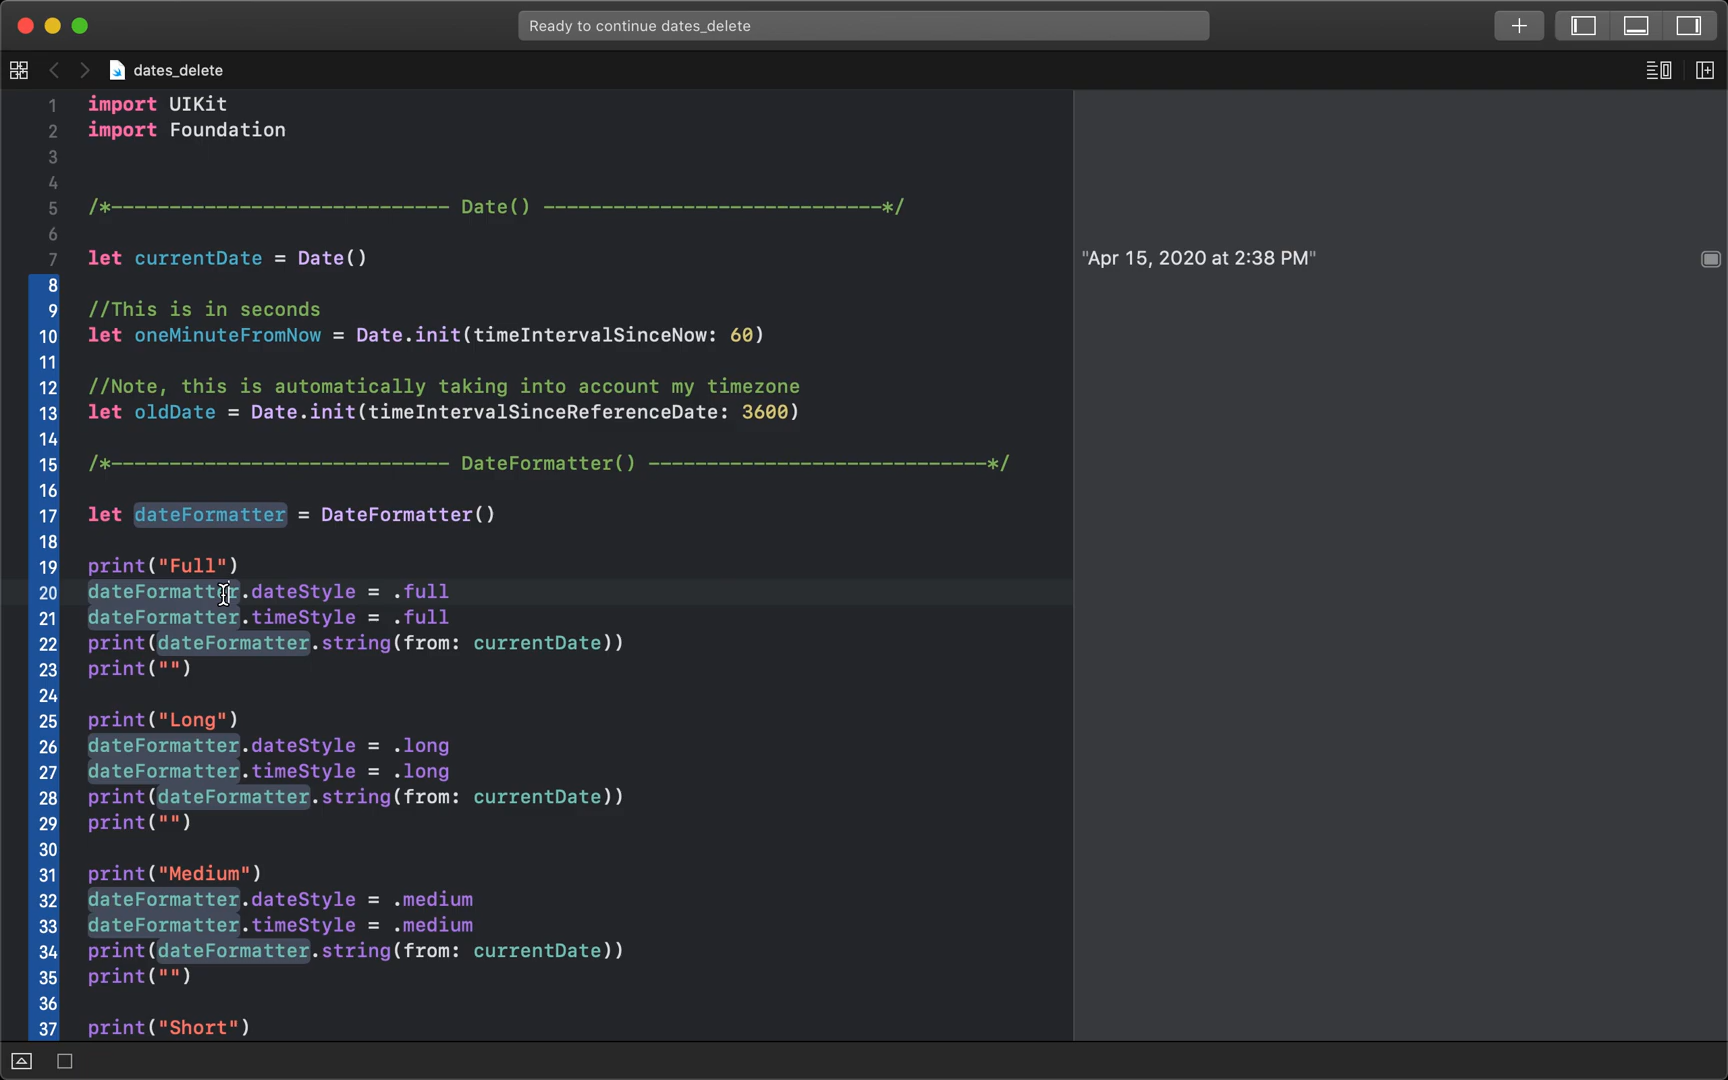 Ready to continue dates_delete
dates_delete
1 import UIKit
2 import Foundation
3
4
5 /*----------------------------- Date() -----------------------------*/
6
7 let currentDate = Date()
"Apr 15, 2020 at 2:38 PM"
8
9 //This is in seconds
10 let oneMinuteFromNow = Date.init(timeIntervalSinceNow: 60)
11
12 //Note, this is automatically taking into account my timezone
13 let oldDate = Date.init(timeIntervalSinceReferenceDate: 3600)
14
15 /*----------------------------- DateFormatter() -----------------------------*/
16
17 let dateFormatter = DateFormatter()
18
19 print("Full")
20 dateFormatter.dateStyle = .full
21 dateFormatter.timeStyle = .full
22 print(dateFormatter.string(from: currentDate))
23 print("")
24
25 print("Long")
26 dateFormatter.dateStyle = .long
27 dateFormatter.timeStyle = .long
28 print(dateFormatter.string(from: currentDate))
29 print("")
30
31 print("Medium")
32 dateFormatter.dateStyle = .medium
33 dateFormatter.timeStyle = .medium
34 print(dateFormatter.string(from: currentDate))
35 print("")
36
37 print("Short")